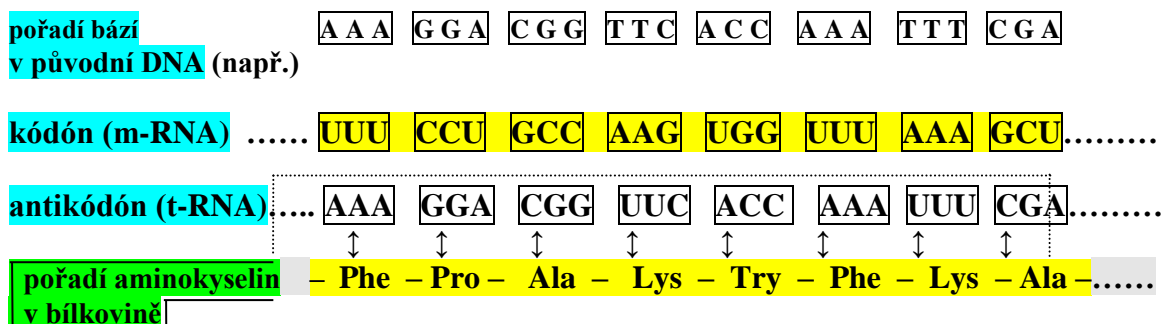 pořadí bází A A A G G A C G G T T C A C C A A A T T T C G A
v původní DNA (např.)
kódón (m-RNA) …… UUU CCU GCC AAG UGG UUU AAA GCU………
antikódón (t-RNA)….. AAA GGA CGG UUC ACC AAA UUU CGA………
↕ ↕ ↕ ↕ ↕ ↕ ↕ ↕
pořadí aminokyselin – Phe – Pro – Ala – Lys – Try – Phe – Lys – Ala –……
v bílkovině